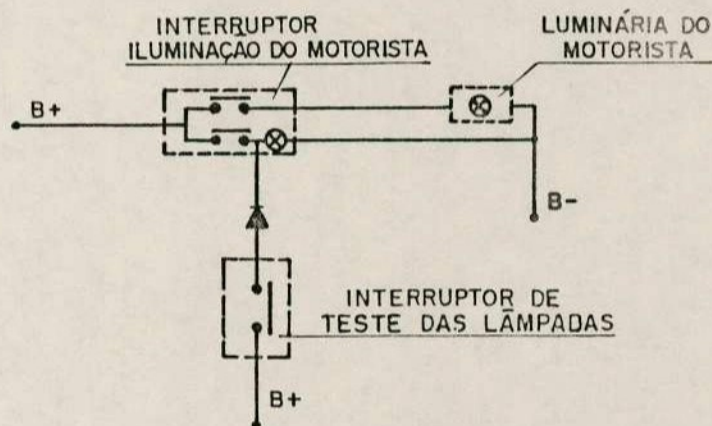 INTERRUPTOR
ILUMINAÇÃO DO MOTORISTA
LUMINÁRIA DO
MOTORISTA
B+
B-
INTERRUPTOR DE
TESTE DAS LÂMPADAS
B+